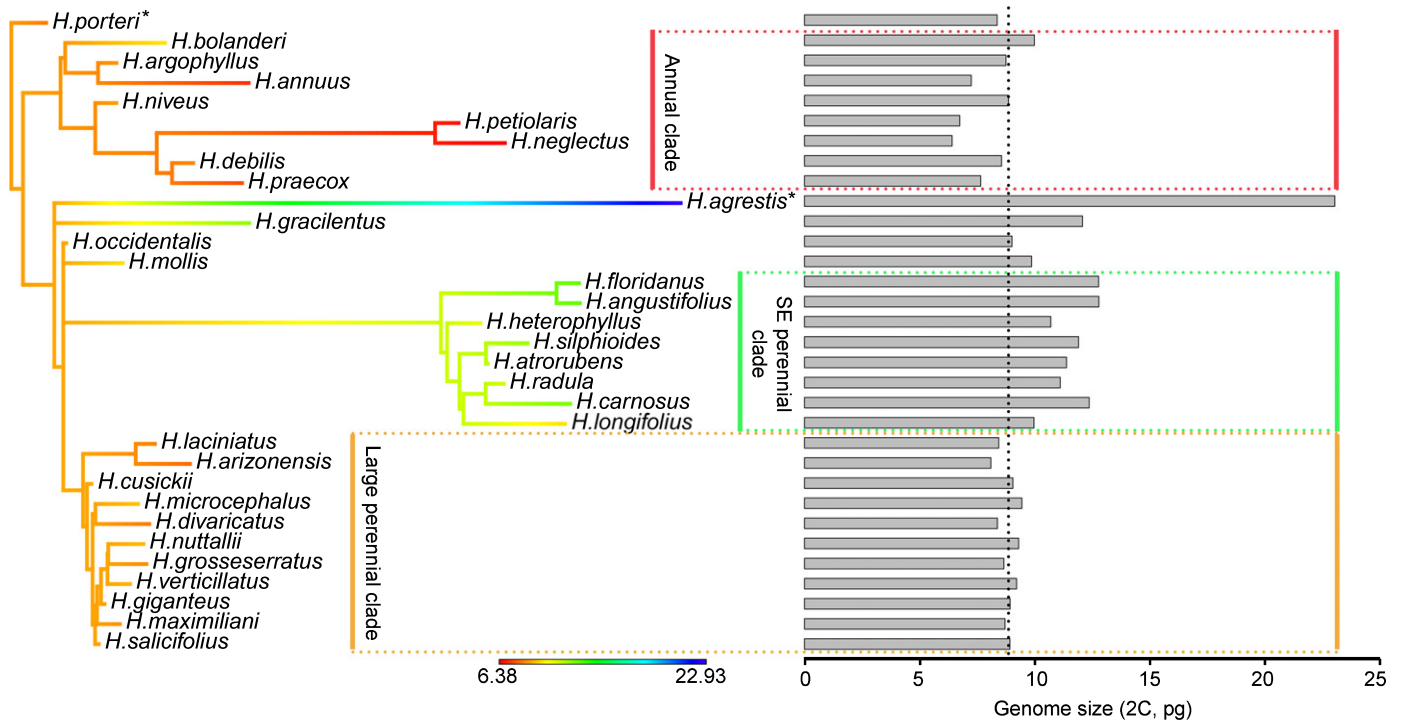 H.porteri*
H.bolanderi
H.argophyllus
H.annuus
H.niveus
H.petiolaris
H.neglectus
H.debilis
H.praecox
Annual clade
H.agrestis*
H.gracilentus
H.occidentalis
H.mollis
H.floridanus
H.angustifolius
H.heterophyllus
H.silphioides
H.atrorubens
H.radula
H.carnosus
H.longifolius
SE perennial
clade
H.laciniatus
H.arizonensis
H.cusickii
H.microcephalus
H.divaricatus
H.nuttallii
H.grosseserratus
H.verticillatus
H.giganteus
H.maximiliani
H.salicifolius
Large perennial clade
6.38 22.93
0 5 10 15 20 25
Genome size (2C, pg)